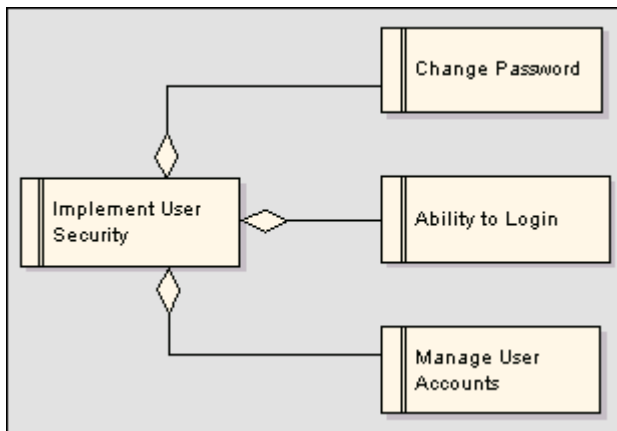 Change Password
Implement User
Security
Ability to Login
Manage User
Accounts